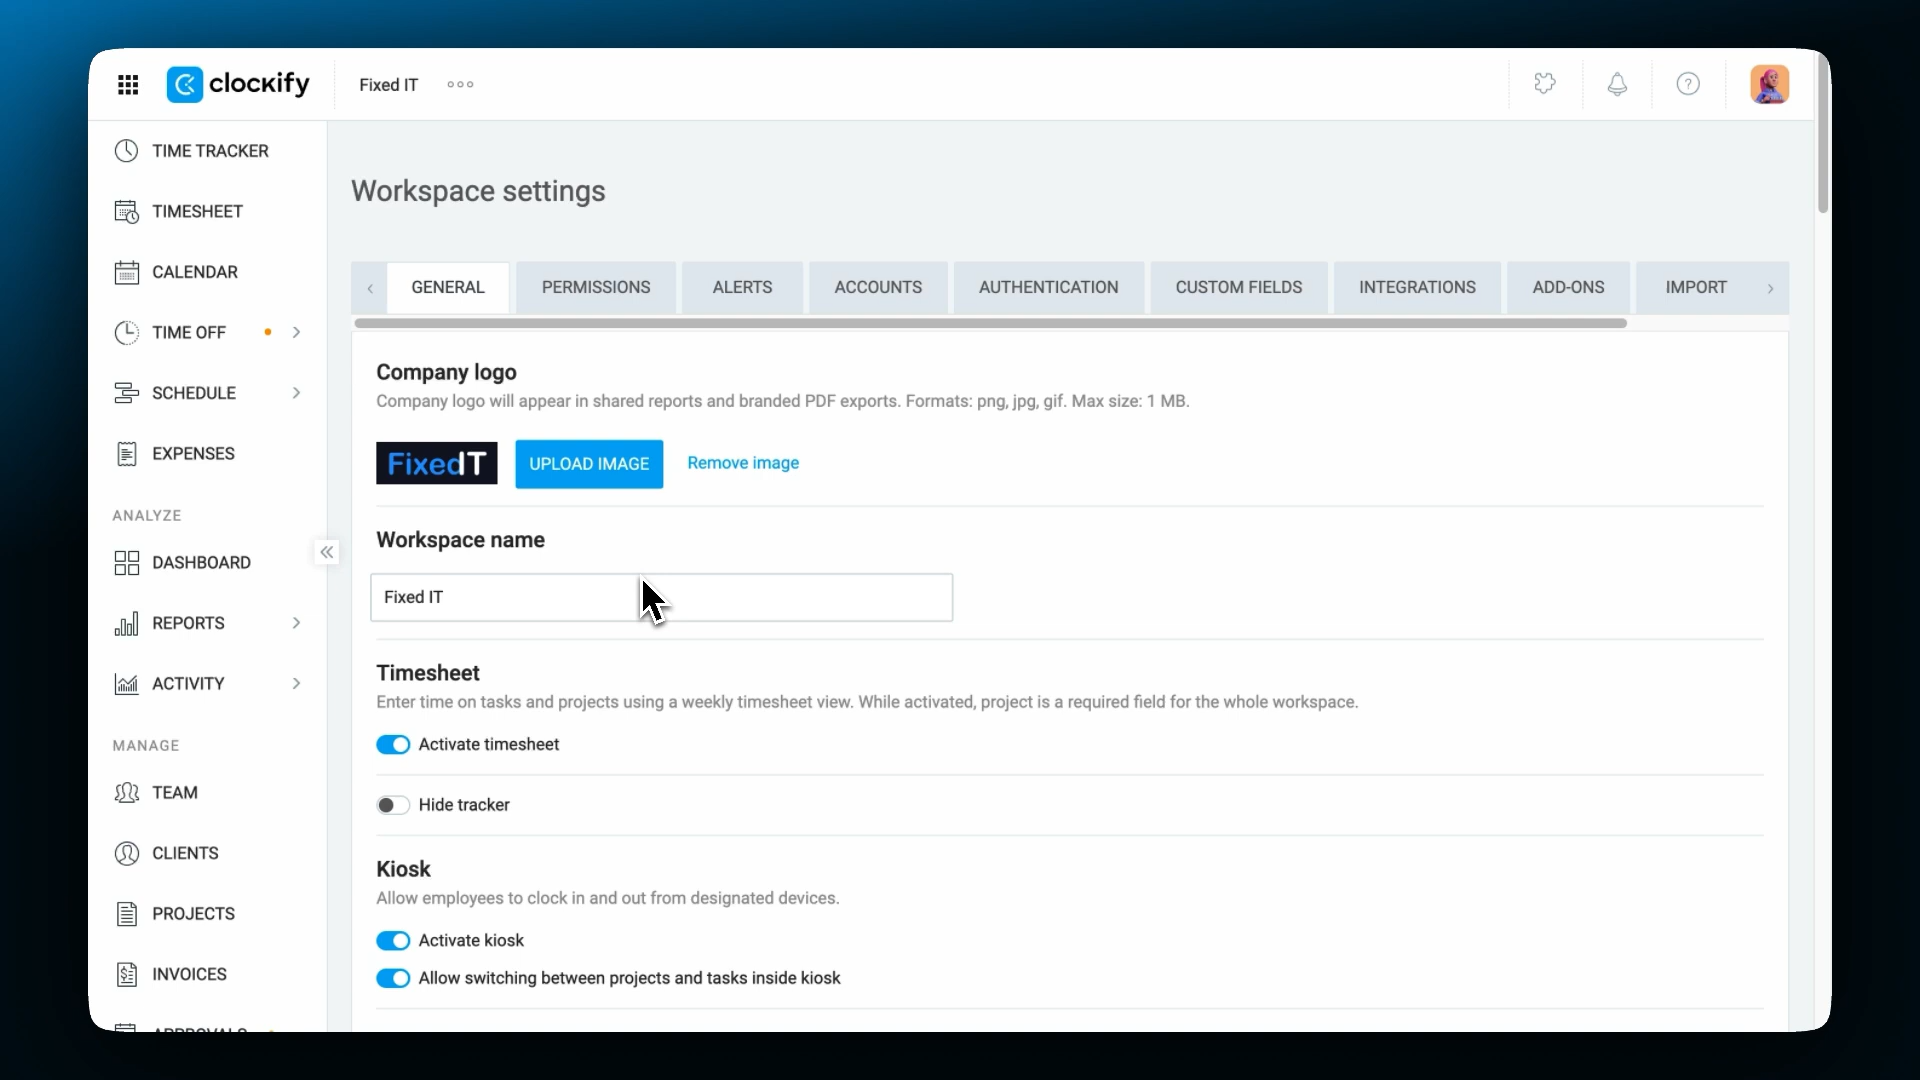 clockify
Fixed IT
TIME TRACKER
TIMESHEET
CALENDAR
TIME OFF
SCHEDULE
EXPENSES
ANALYZE
DASHBOARD
REPORTS
ACTIVITY
MANAGE
TEAM
CLIENTS
PROJECTS
INVOICES
APPROVALS
Workspace settings
GENERAL
PERMISSIONS
ALERTS
ACCOUNTS
AUTHENTICATION
CUSTOM FIELDS
INTEGRATIONS
ADD-ONS
IMPORT
Company logo
Company logo will appear in shared reports and branded PDF exports. Formats: png, jpg, gif. Max size: 1 MB.
FixedIT
UPLOAD IMAGE
Remove image
Workspace name
Fixed IT
Timesheet
Enter time on tasks and projects using a weekly timesheet view. While activated, project is a required field for the whole workspace.
Activate timesheet
Hide tracker
Kiosk
Allow employees to clock in and out from designated devices.
Activate kiosk
Allow switching between projects and tasks inside kiosk